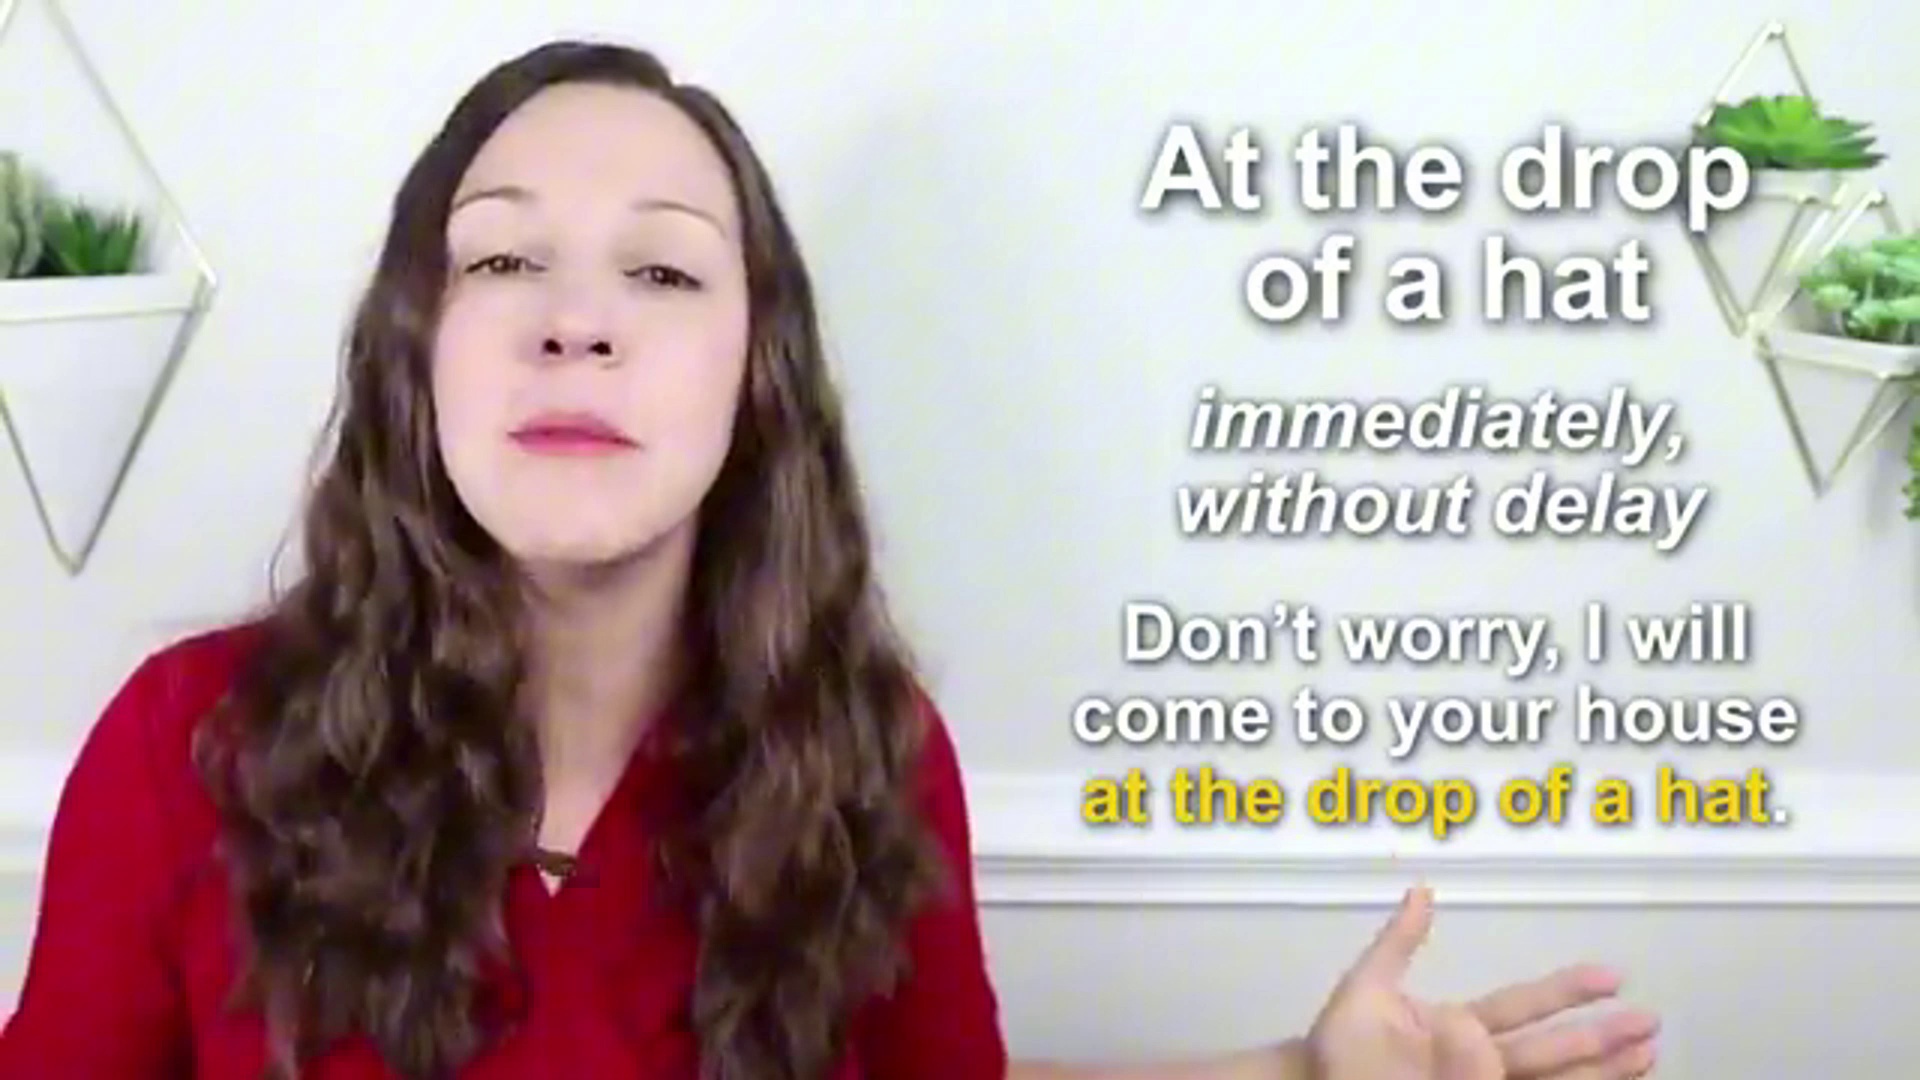 At the drop
of a hat
immediately,
without delay
Don't worry, I will
come to your house
at the drop of a hat.